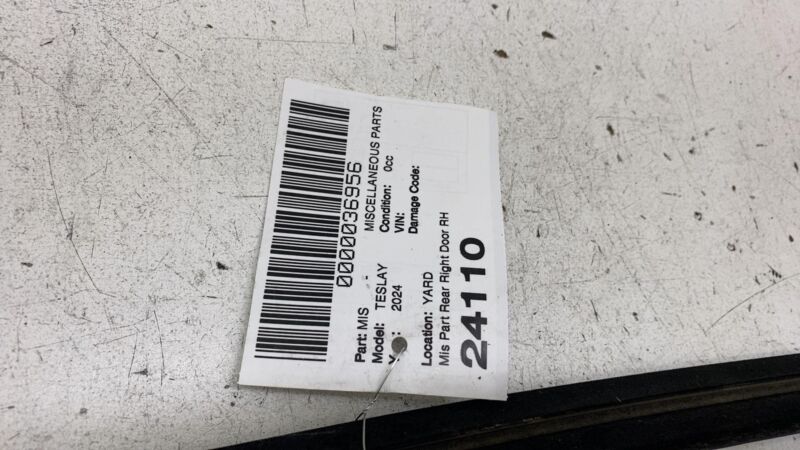 0000036956
Part: MIS - MISCELLANEOUS PARTS
Model: TESLAY Condition: 0cc
2024 VIN:
Damage Code:
Location: YARD
Mis Part Rear Right Door RH
24110